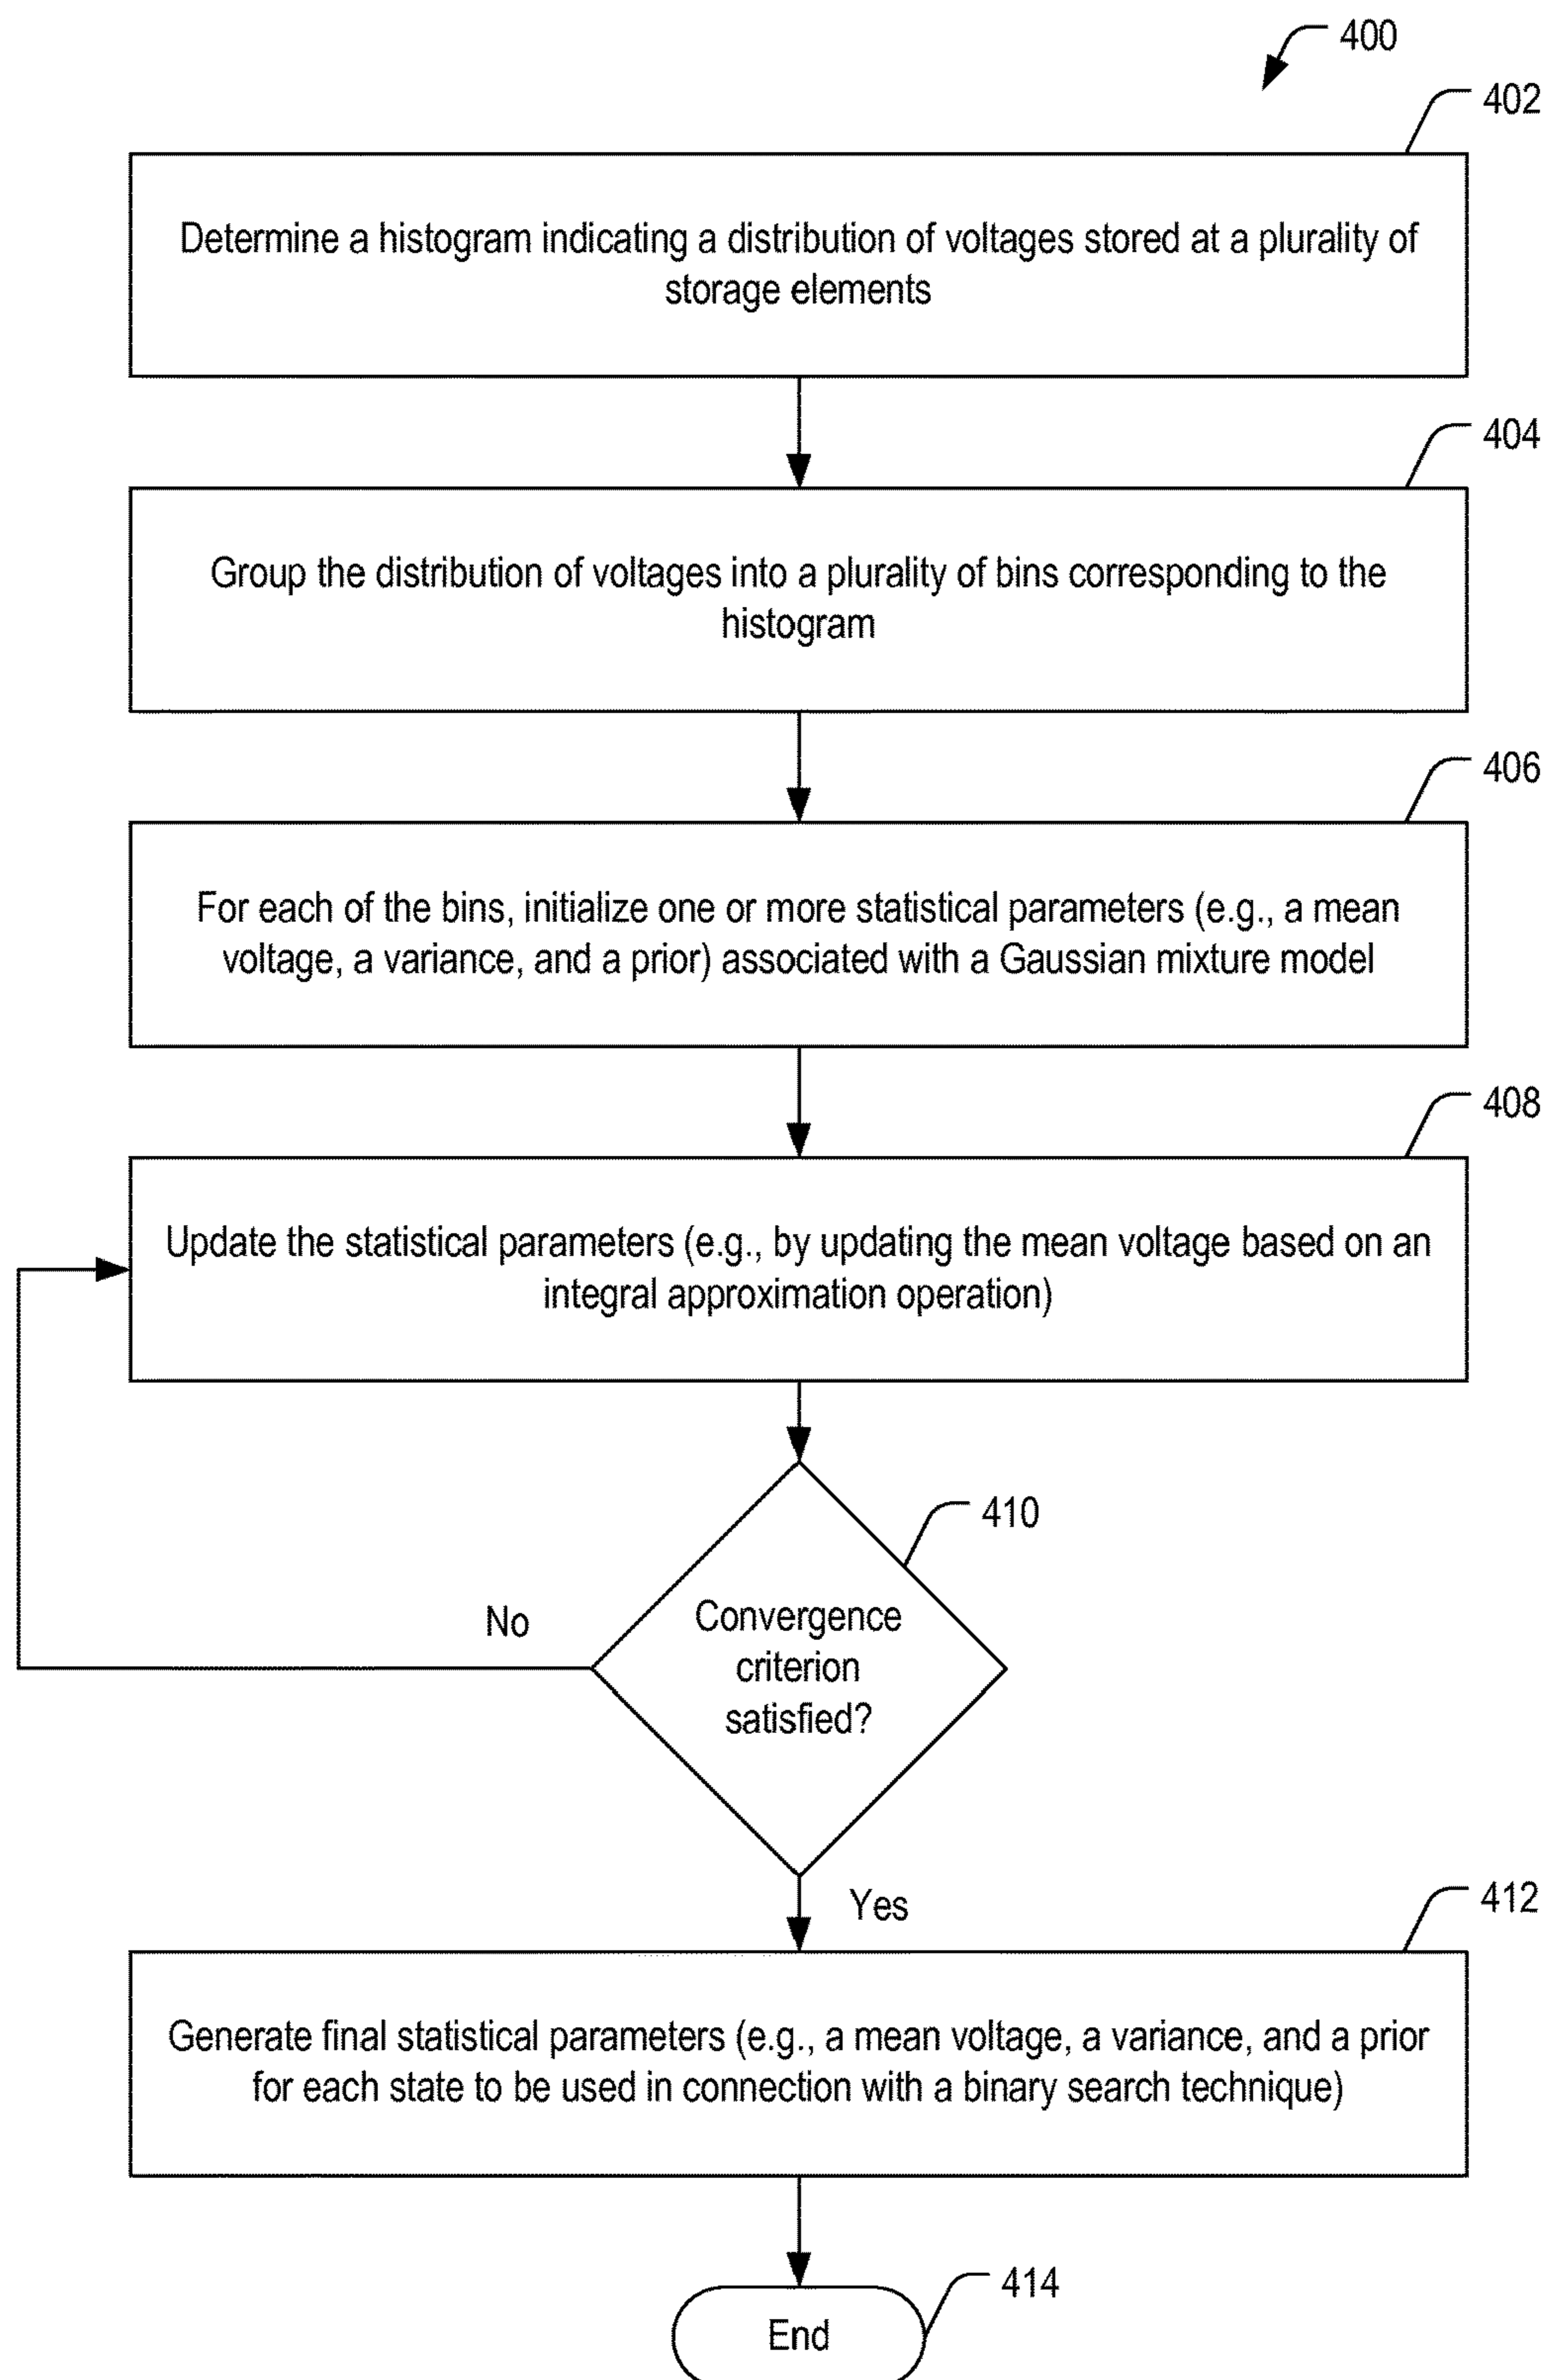 400
402
Determine a histogram indicating a distribution of voltages stored at a plurality of
storage elements
404
Group the distribution of voltages into a plurality of bins corresponding to the
histogram
406
For each of the bins, initialize one or more statistical parameters (e.g., a mean
voltage, a variance, and a prior) associated with a Gaussian mixture model
408
Update the statistical parameters (e.g., by updating the mean voltage based on an
integral approximation operation)
410
Convergence
criterion
satisfied?
No
Yes
412
Generate final statistical parameters (e.g., a mean voltage, a variance, and a prior
for each state to be used in connection with a binary search technique)
414
End